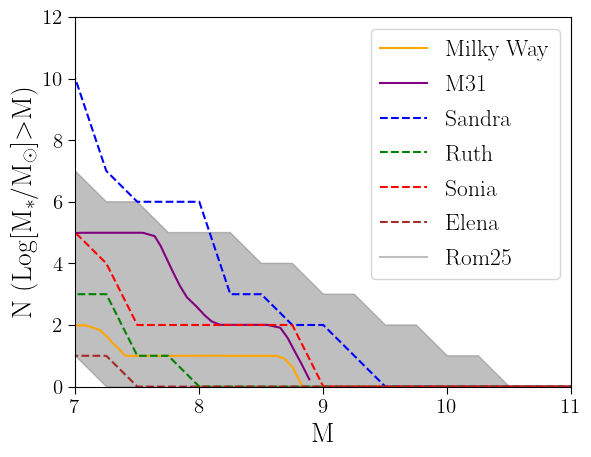 12
10
8
6
4
2
0
N (Log[M*/M⊙]>M)
Milky Way
M31
Sandra
Ruth
Sonia
Elena
Rom25
7 8 9 10 11
M